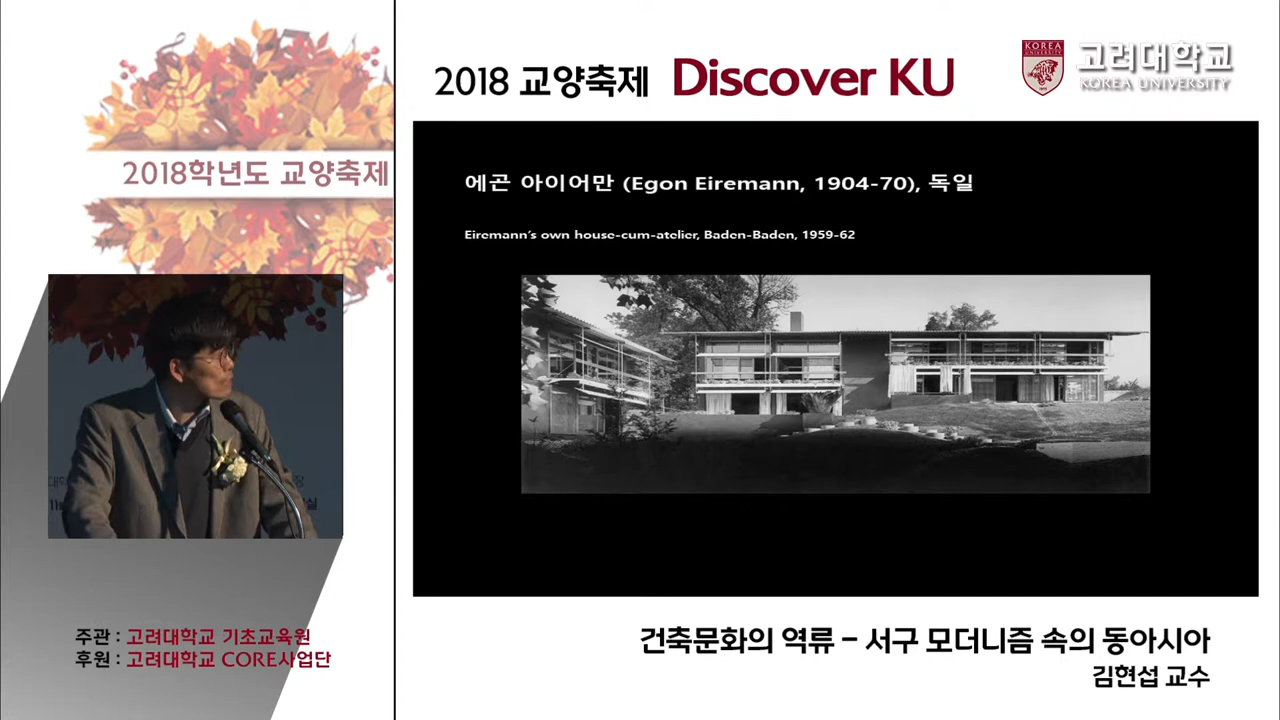 2018 교양축제 Discover KU
KOREA
UNIVERSITY
고려대학교
KOREA UNIVERSITY
2018학년도 교양축제
에곤 아이어만 (Egon Eiremann, 1904-70), 독일
Eiremann's own house-cum-atelier, Baden-Baden, 1959-62
주관 : 고려대학교 기초교육원
후원 : 고려대학교 CORE사업단
건축문화의 역류 – 서구 모더니즘 속의 동아시아
김현섭 교수